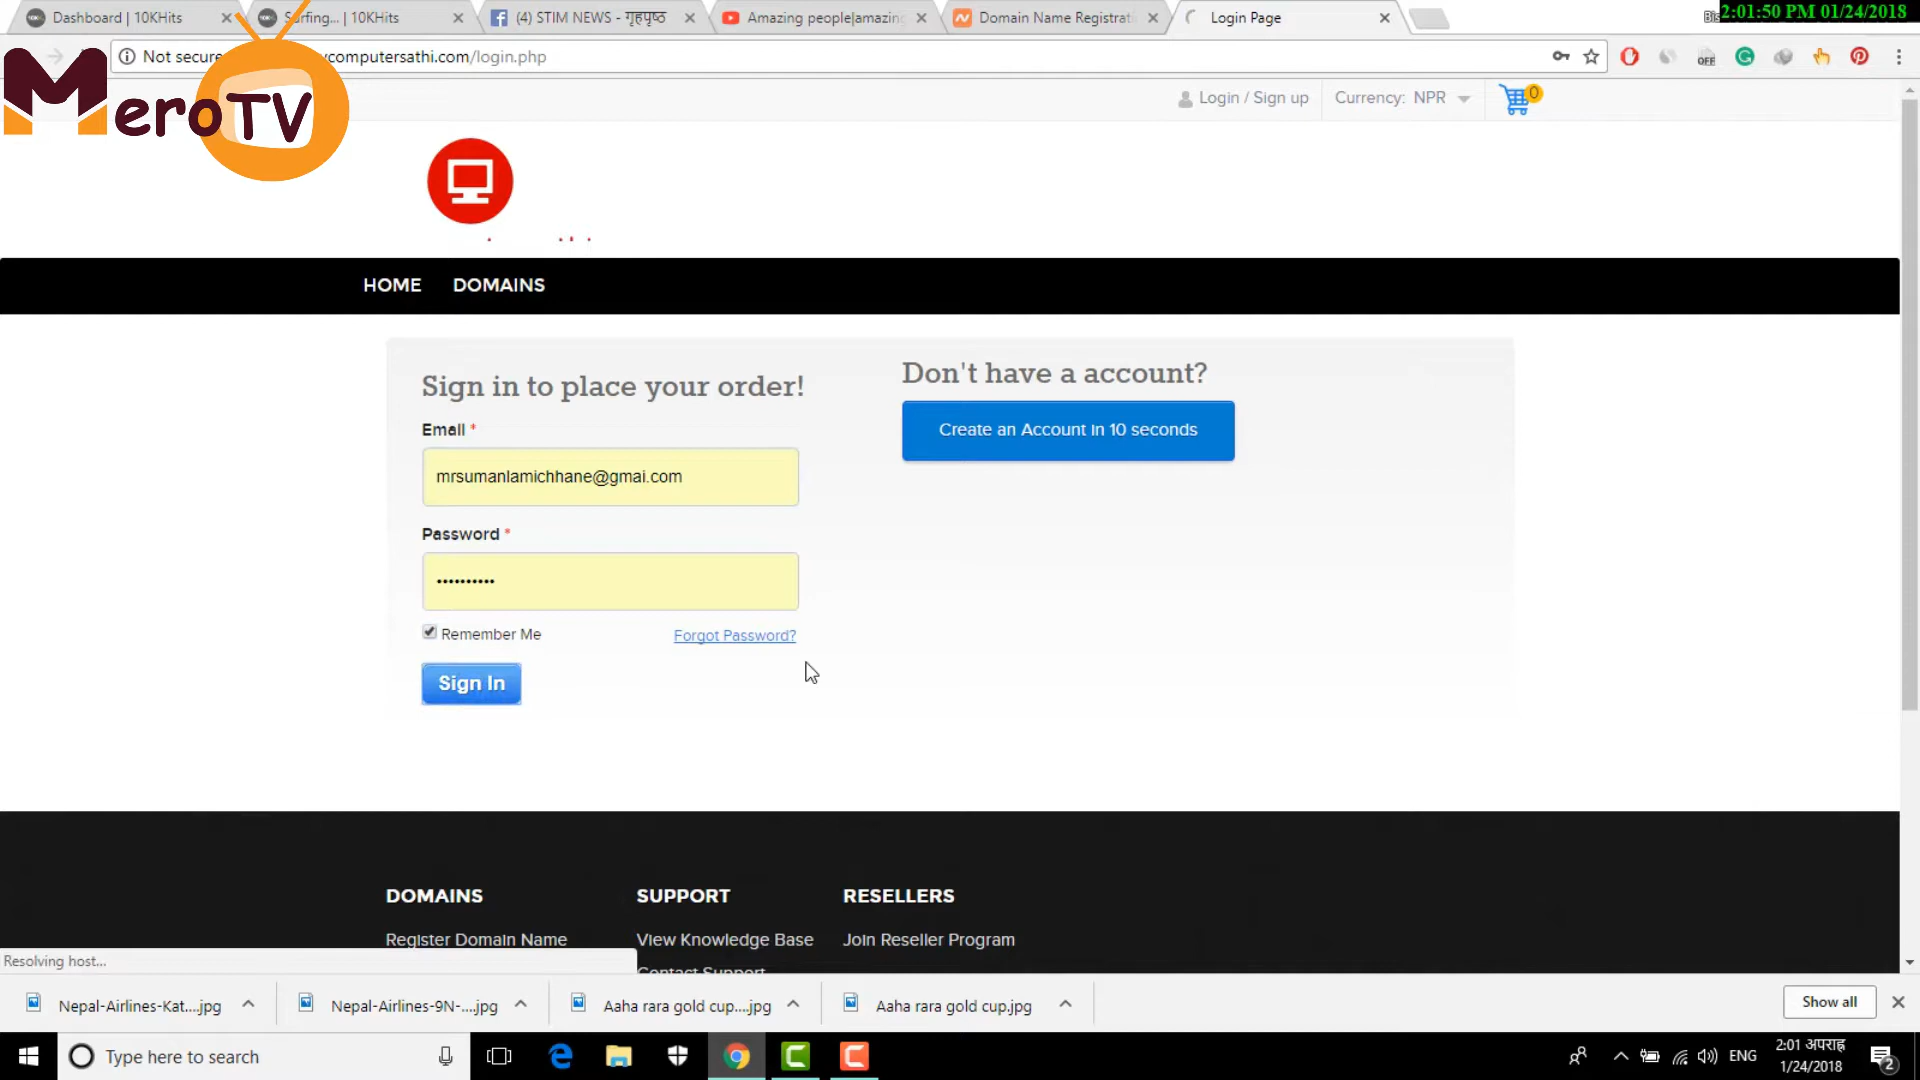 Dashboard | 10KHits
Surfing... | 10KHits
(4) STIM NEWS - गृहपृष्ठ
Amazing people|amazing
Domain Name Registrati
Login Page
2:01:50 PM 01/24/2018
Not secure
computersathi.com/login.php
OFF
MeroTV
Login / Sign up
Currency: NPR
0
HOME
DOMAINS
Sign in to place your order!
Don't have a account?
Create an Account in 10 seconds
Email *
mrsumanlamichhane@gmai.com
Password *
••••••••••
Remember Me
Forgot Password?
Sign In
DOMAINS
SUPPORT
RESELLERS
Register Domain Name
View Knowledge Base
Join Reseller Program
Contact Support
Resolving host...
Nepal-Airlines-Kat....jpg
Nepal-Airlines-9N-....jpg
Aaha rara gold cup....jpg
Aaha rara gold cup.jpg
Show all
Type here to search
ENG
2:01 अपराह्न
1/24/2018
2